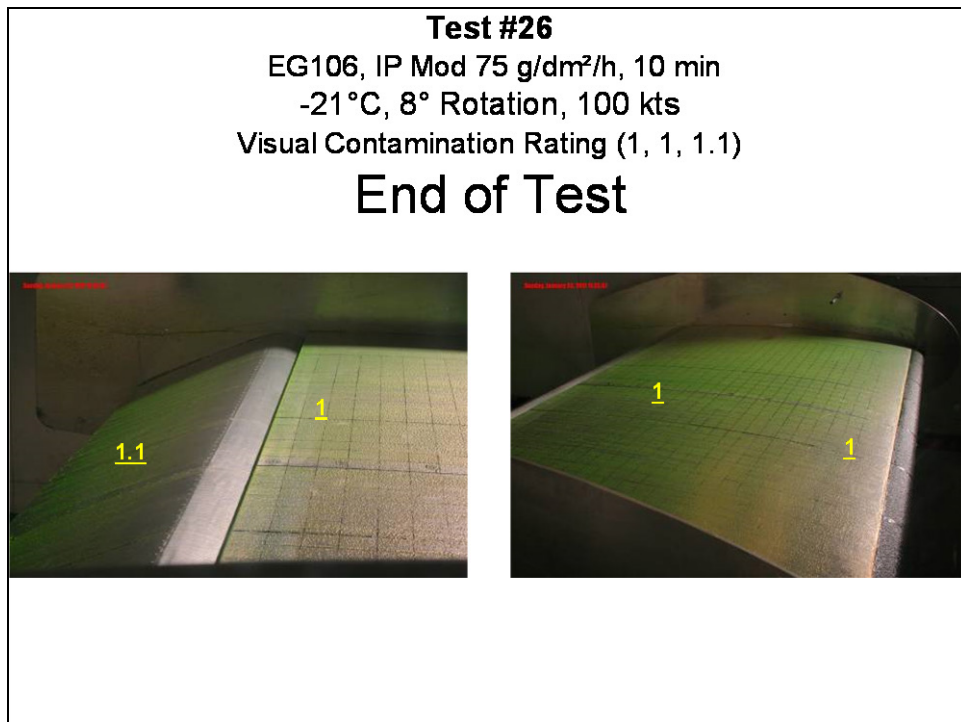 Test #26
EG106, IP Mod 75 g/dm²/h, 10 min
-21°C, 8° Rotation, 100 kts
Visual Contamination Rating (1, 1, 1.1)
End of Test
1
1.1
1
1